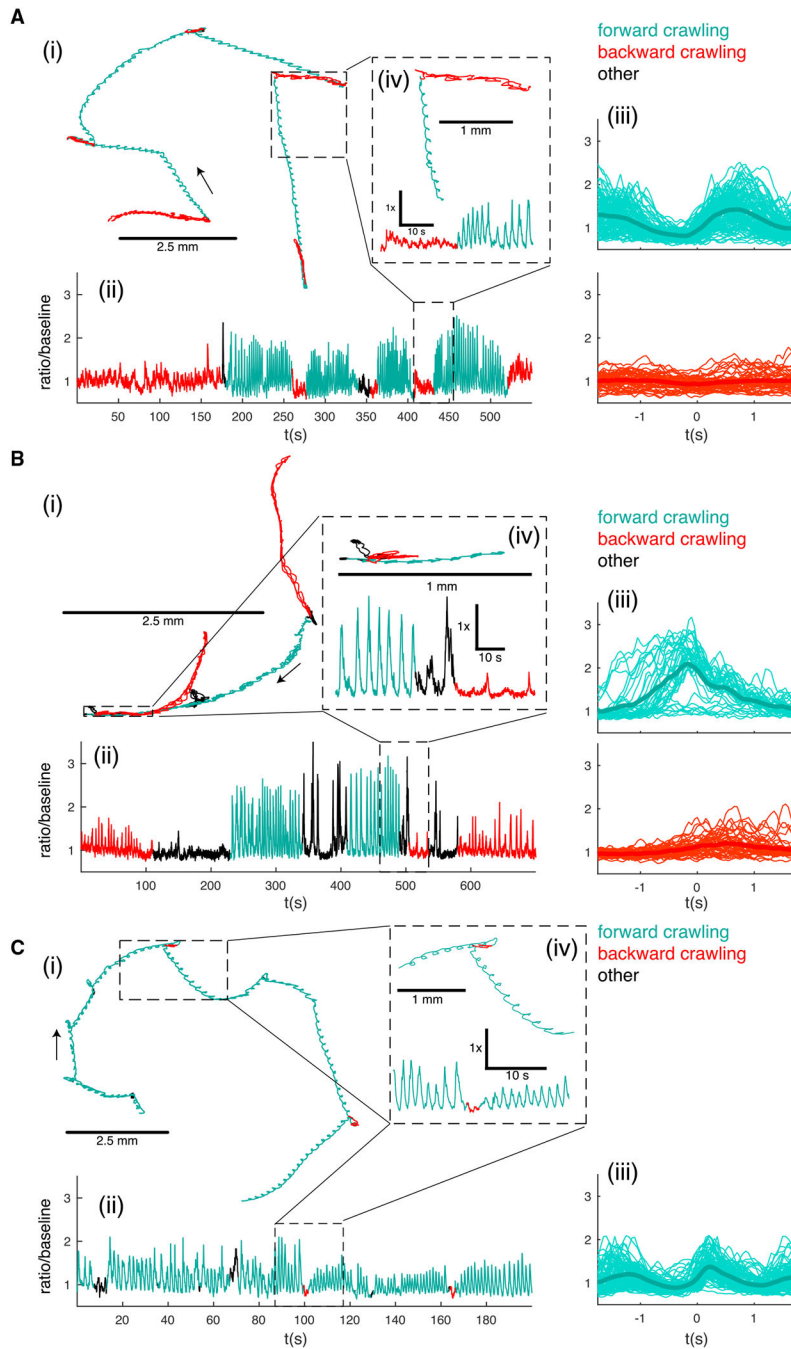 A
(i)
(iv)
1 mm
1x
10 s
2.5 mm
forward crawling
backward crawling
other
(iii)
2
1
3
2
1
-1 0 1
t(s)
(ii)
ratio/baseline
3
2
1
50 100 150 200 250 300 350 400 450 500
t(s)
B
(i)
2.5 mm
(iv)
1 mm
1x
10 s
forward crawling
backward crawling
other
(iii)
3
2
1
3
2
1
-1 0 1
t(s)
(ii)
ratio/baseline
3
2
1
100 200 300 400 500 600
t(s)
C
(i)
2.5 mm
(iv)
1 mm
1x
10 s
forward crawling
backward crawling
other
(ii)
ratio/baseline
3
2
1
20 40 60 80 100 120 140 160 180
t(s)
(iii)
3
2
1
-1 0 1
t(s)